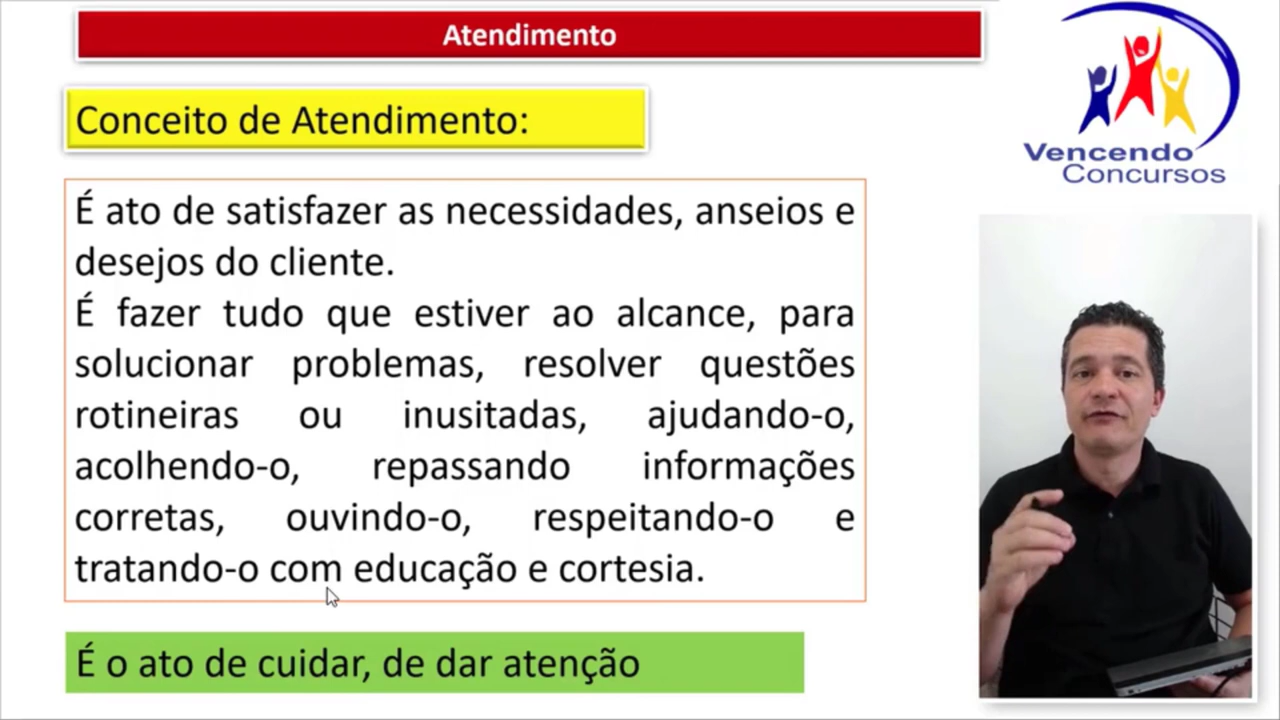 Atendimento
Vencendo
Concursos
Conceito de Atendimento:
É ato de satisfazer as necessidades, anseios e
desejos do cliente.
É fazer tudo que estiver ao alcance, para
solucionar problemas, resolver questões
rotineiras ou inusitadas, ajudando-o,
acolhendo-o, repassando informações
corretas, ouvindo-o, respeitando-o e
tratando-o com educação e cortesia.
É o ato de cuidar, de dar atenção